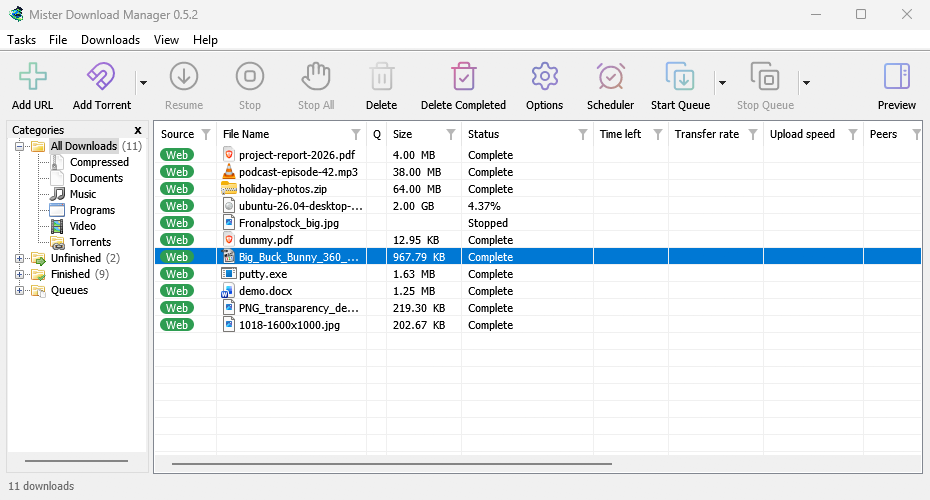 Mister Download Manager 0.5.2
Tasks File Downloads View Help
Add URL Add Torrent Resume Stop Stop All Delete Delete Completed Options Scheduler Start Queue Stop Queue Preview
Categories x
All Downloads (11)
Compressed
Documents
Music
Programs
Video
Torrents
Unfinished (2)
Finished (9)
Queues
Source File Name Q Size Status Time left Transfer rate Upload speed Peers
Web project-report-2026.pdf 4.00 MB Complete
Web podcast-episode-42.mp3 38.00 MB Complete
Web holiday-photos.zip 64.00 MB Complete
Web ubuntu-26.04-desktop-... 2.00 GB 4.37%
Web Fronalpstock_big.jpg Stopped
Web dummy.pdf 12.95 KB Complete
Web Big_Buck_Bunny_360_... 967.79 KB Complete
Web putty.exe 1.63 MB Complete
Web demo.docx 1.25 MB Complete
Web PNG_transparency_de... 219.30 KB Complete
Web 1018-1600x1000.jpg 202.67 KB Complete
11 downloads